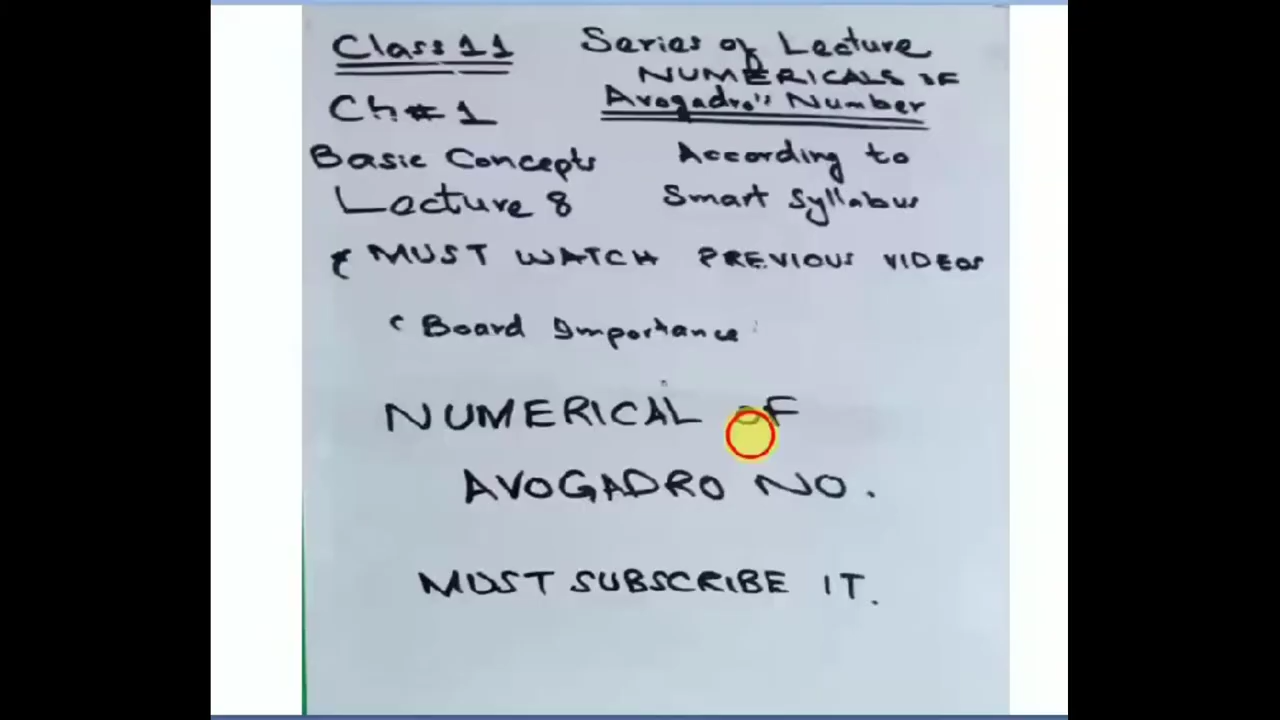 Class 11 Series of Lecture
NUMERICALS OF
Ch # 1 Avogadro's Number
Basic Concepts According to
Lecture 8 Smart Syllabus
( MUST WATCH PREVIOUS VIDEOS
( Board Importance
NUMERICAL OF
AVOGADRO NO.
MUST SUBSCRIBE IT.